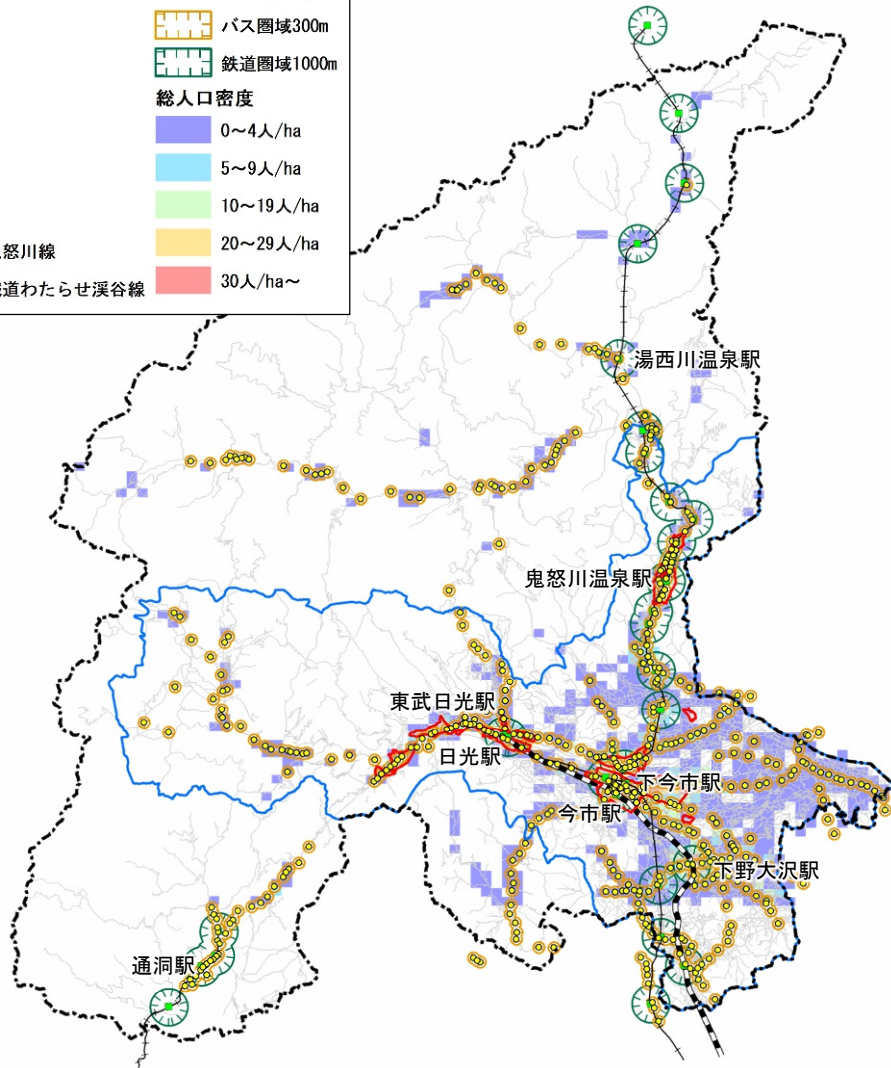 バス圏域300m
鉄道圏域1000m
総人口密度
0～4人/ha
5～9人/ha
10～19人/ha
20～29人/ha
怒川線
30人/ha～
道わたらせ渓谷線
湯西川温泉駅
鬼怒川温泉駅
東武日光駅
日光駅
下今市駅
今市駅
下野大沢駅
通洞駅